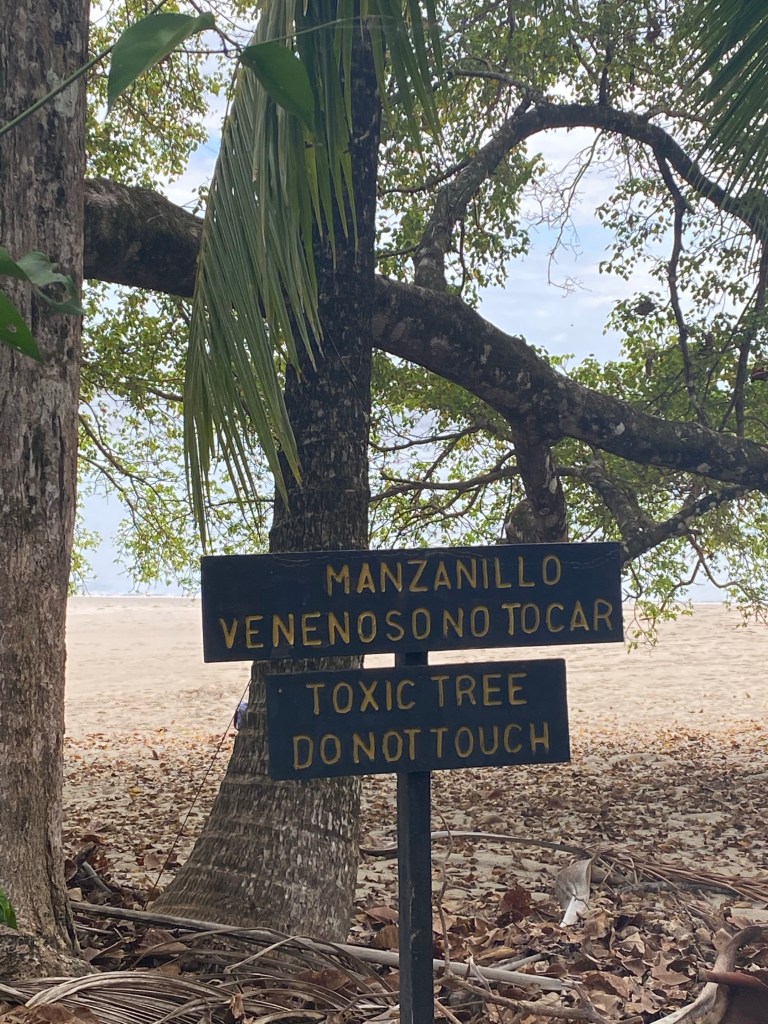 MANZANILLO
VENENOSO NO TOCAR
TOXIC TREE
DO NOT TOUCH